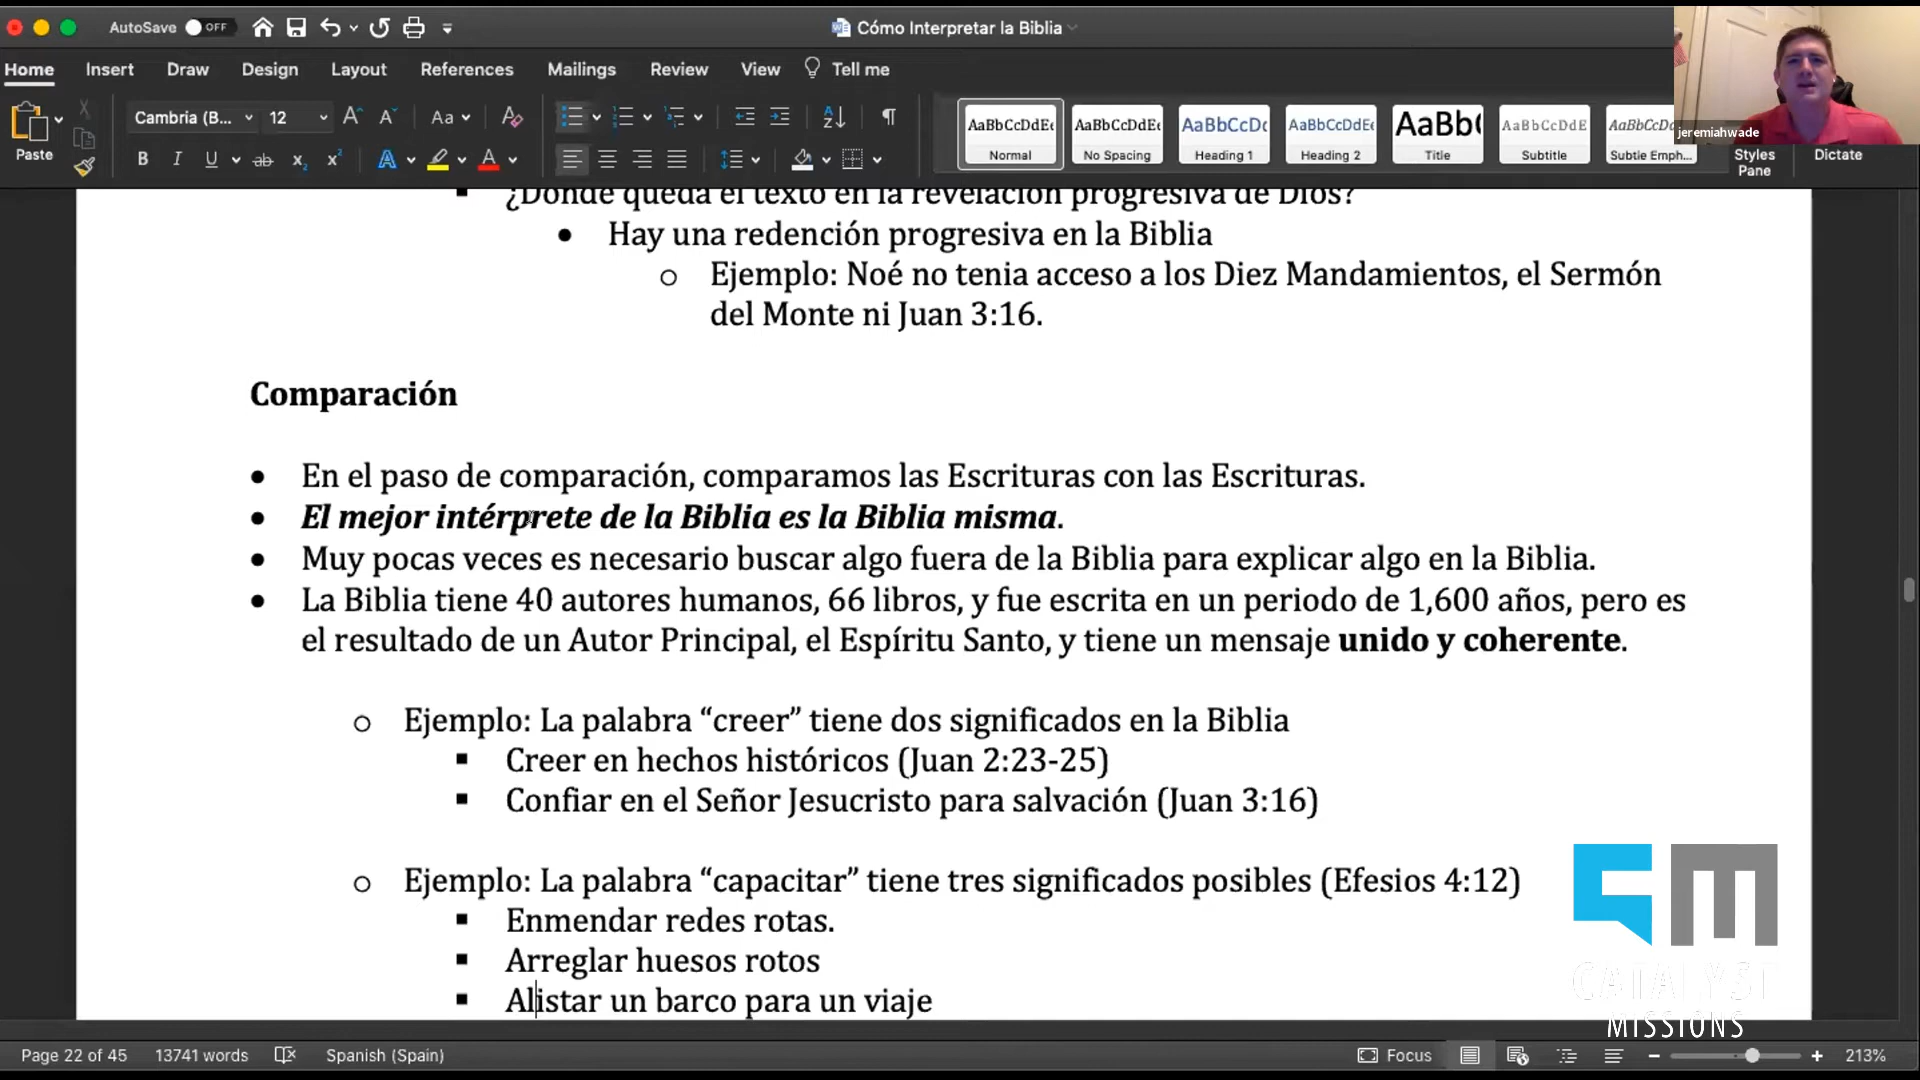 AutoSave OFF Cómo Interpretar la Biblia
Home Insert Draw Design Layout References Mailings Review View Tell me
jeremiahwade
Paste Cambria (B... 12 Aa
AaBbCcDdEe AaBbCcDdEe AaBbCcDc AaBbCcDdEe AaBb( AaBbCcDdE AaBbCcDc
Normal No Spacing Heading 1 Heading 2 Title Subtitle Subtle Emph... Styles Pane Dictate
¿Dónde queda el texto en la revelación progresiva de Dios?
• Hay una redención progresiva en la Biblia
o Ejemplo: Noé no tenia acceso a los Diez Mandamientos, el Sermón
del Monte ni Juan 3:16.
Comparación
• En el paso de comparación, comparamos las Escrituras con las Escrituras.
• El mejor intérprete de la Biblia es la Biblia misma.
• Muy pocas veces es necesario buscar algo fuera de la Biblia para explicar algo en la Biblia.
• La Biblia tiene 40 autores humanos, 66 libros, y fue escrita en un periodo de 1,600 años, pero es
el resultado de un Autor Principal, el Espíritu Santo, y tiene un mensaje unido y coherente.
o Ejemplo: La palabra “creer” tiene dos significados en la Biblia
▪ Creer en hechos históricos (Juan 2:23-25)
▪ Confiar en el Señor Jesucristo para salvación (Juan 3:16)
o Ejemplo: La palabra “capacitar” tiene tres significados posibles (Efesios 4:12)
▪ Enmendar redes rotas.
▪ Arreglar huesos rotos
▪ Alistar un barco para un viaje
CATALYST
MISSIONS
Page 22 of 45 13741 words Spanish (Spain) Focus 213%